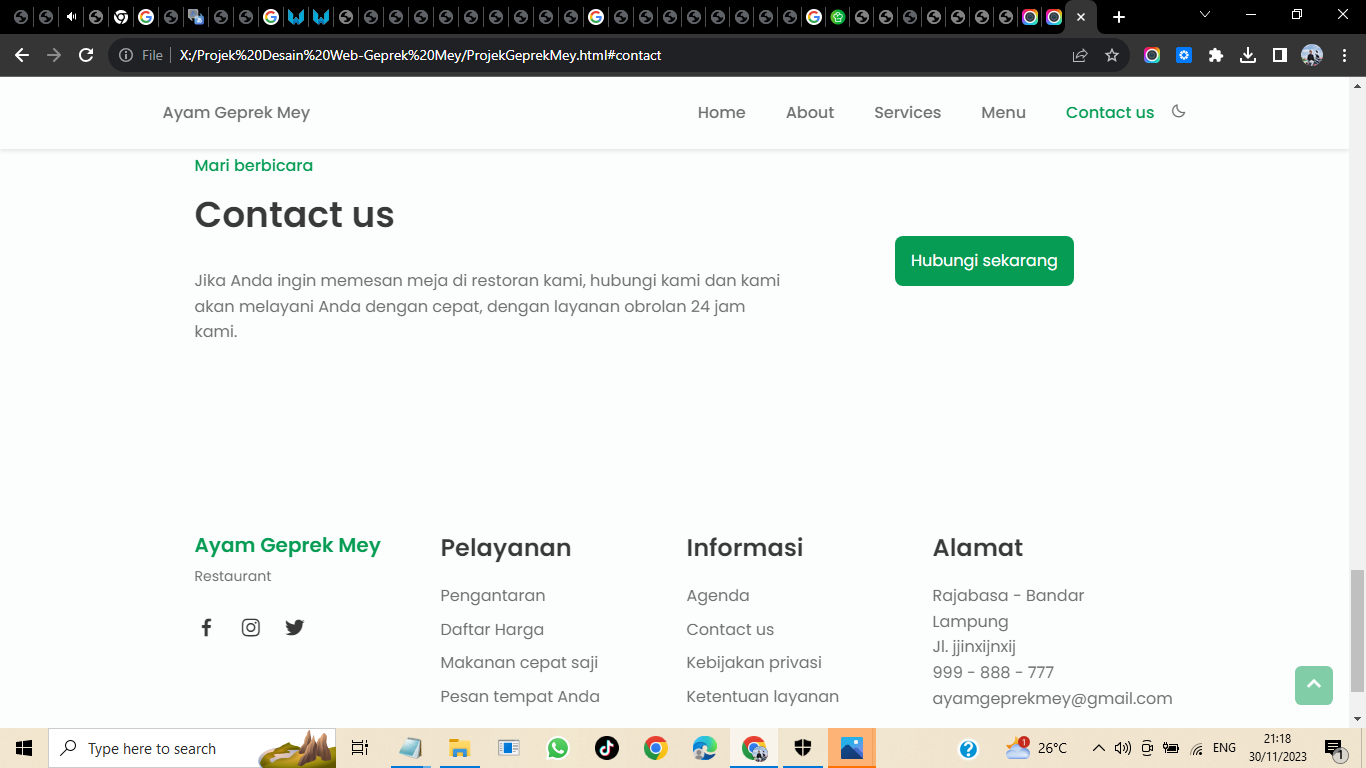 File
X:/Projek%20Desain%20Web-Geprek%20Mey/ProjekGeprekMey.html#contact
Ayam Geprek Mey
Home
About
Services
Menu
Contact us
Mari berbicara
Contact us
Jika Anda ingin memesan meja di restoran kami, hubungi kami dan kami
akan melayani Anda dengan cepat, dengan layanan obrolan 24 jam
kami.
Hubungi sekarang
Ayam Geprek Mey
Restaurant
Pelayanan
Pengantaran
Daftar Harga
Makanan cepat saji
Pesan tempat Anda
Informasi
Agenda
Contact us
Kebijakan privasi
Ketentuan layanan
Alamat
Rajabasa - Bandar
Lampung
Jl. jjinxijnxij
999 - 888 - 777
ayamgeprekmey@gmail.com
Type here to search
1
26°C
ENG
21:18
30/11/2023
1